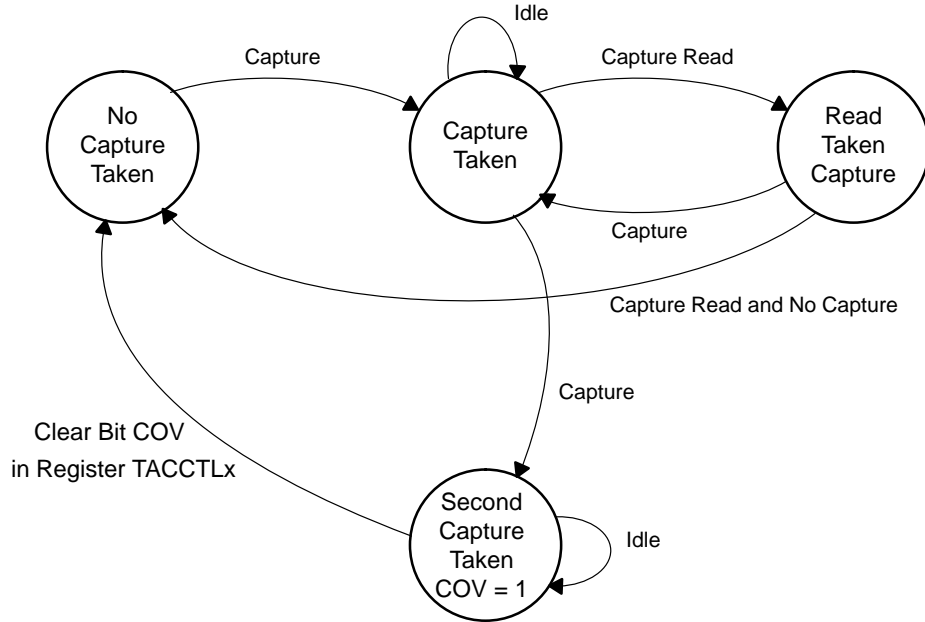 Idle
Capture
Capture Read
No
Capture
Taken
Capture
Taken
Read
Taken
Capture
Capture
Capture Read and No Capture
Capture
Clear Bit COV
in Register TACCTLx
Second
Capture
Taken
COV = 1
Idle